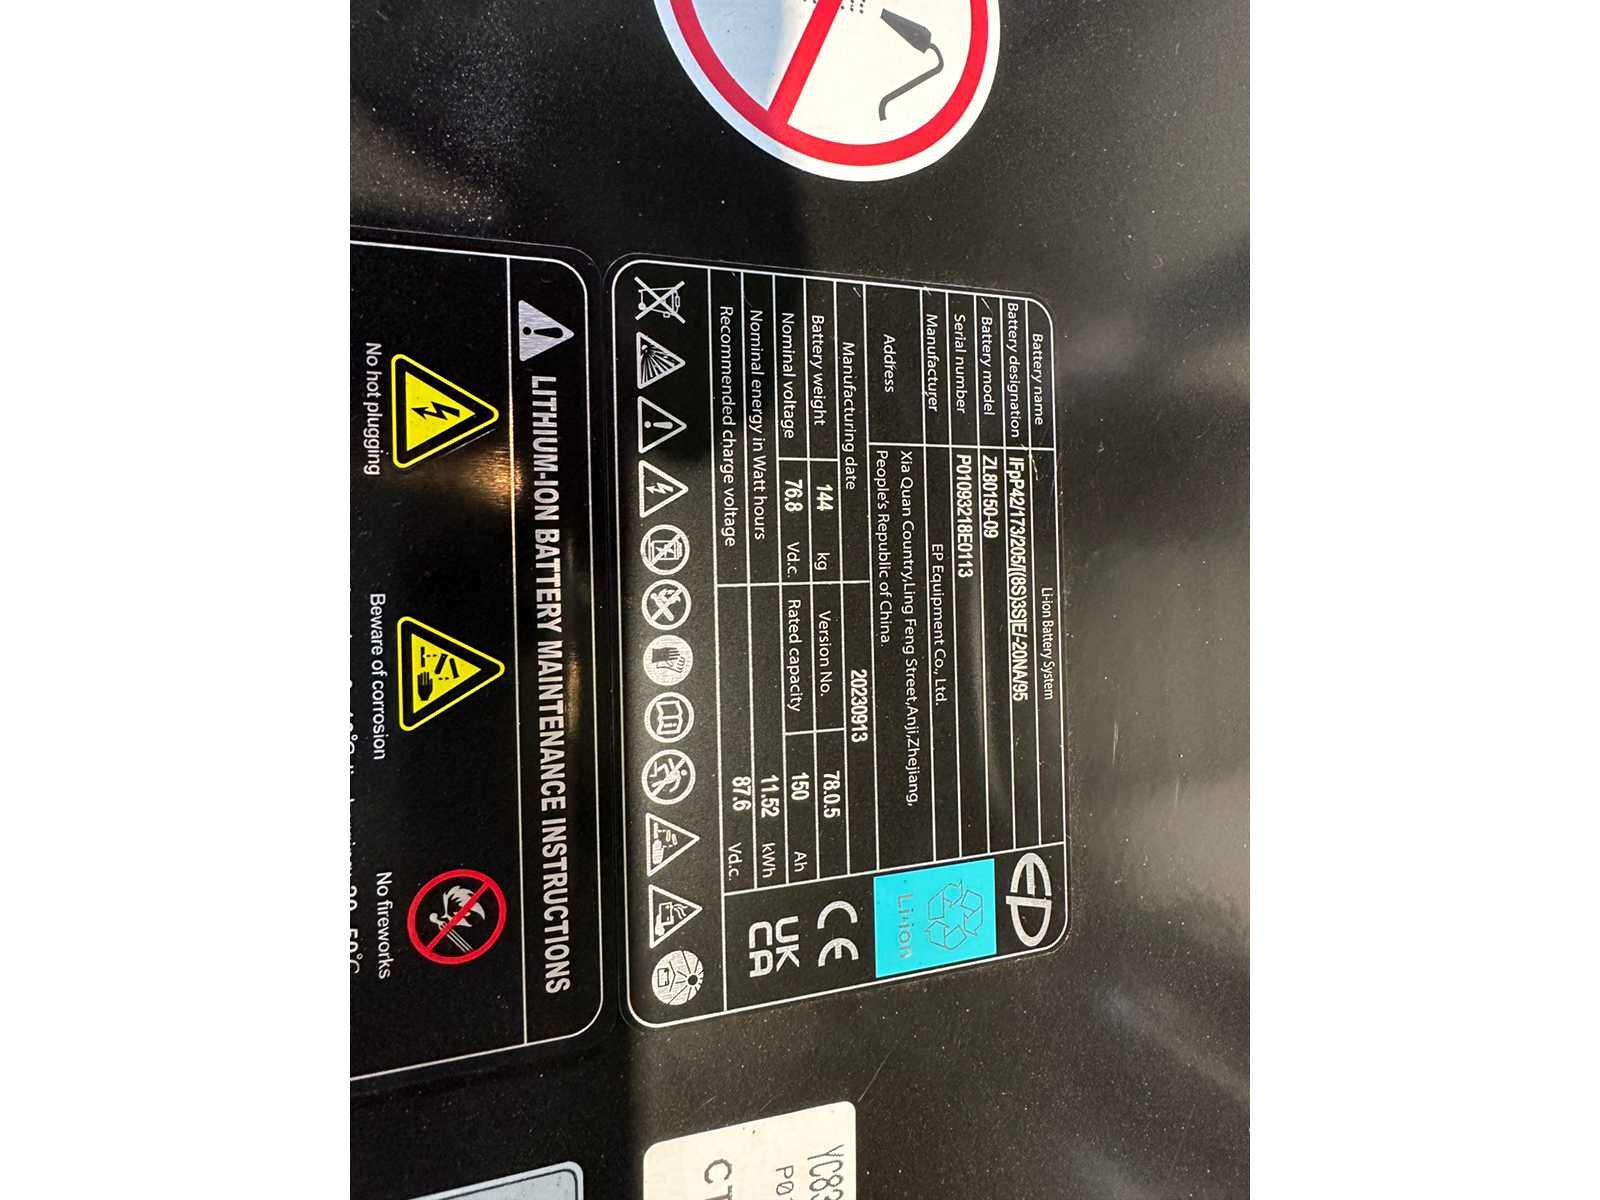 Battery name Li-ion Battery System
Battery designation IFpP42/173/205/[(8S)3S]E/-20NA/95
Battery model ZL80150-09
Serial number P01093218E0113
Manufacturer EP Equipment Co., Ltd.
Address Xia Quan Country,Ling Feng Street,Anji,Zhejiang,
People's Republic of China
Manufacturing date 20230913
Battery weight 144 kg Version No. 78.0.5
Nominal voltage 76.8 Vd.c. Rated capacity 150 Ah
Nominal energy in Watt hours 11.52 kWh
Recommended charge voltage 87.6 Vd.c.
EP
Li-ion
CE
UK
CA
LITHIUM-ION BATTERY MAINTENANCE INSTRUCTIONS
No hot plugging
Beware of corrosion
No fireworks